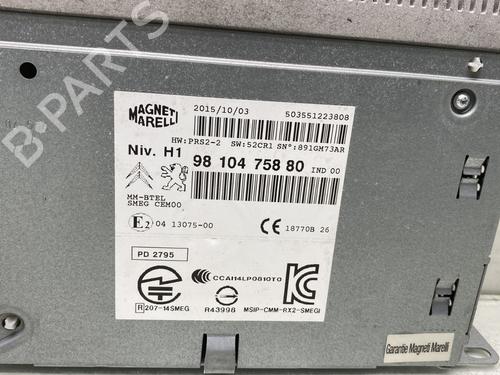 B-PARTS
MAGNETI MARELLI
2015/10/03 503551223808
HW:PRS2-2 SW:52CR1 SN°:891GM73AR
Niv. H1 98 104 758 80 IND 00
MM-BTEL
SMEG CEM00
E2 04 13075-00 CE 18770B 26
PD 2795
CCAI14LP0810T0
R 207-14SMEG R43998 MSIP-CMM-RX2-SMEGI
Garantie Magneti Marelli